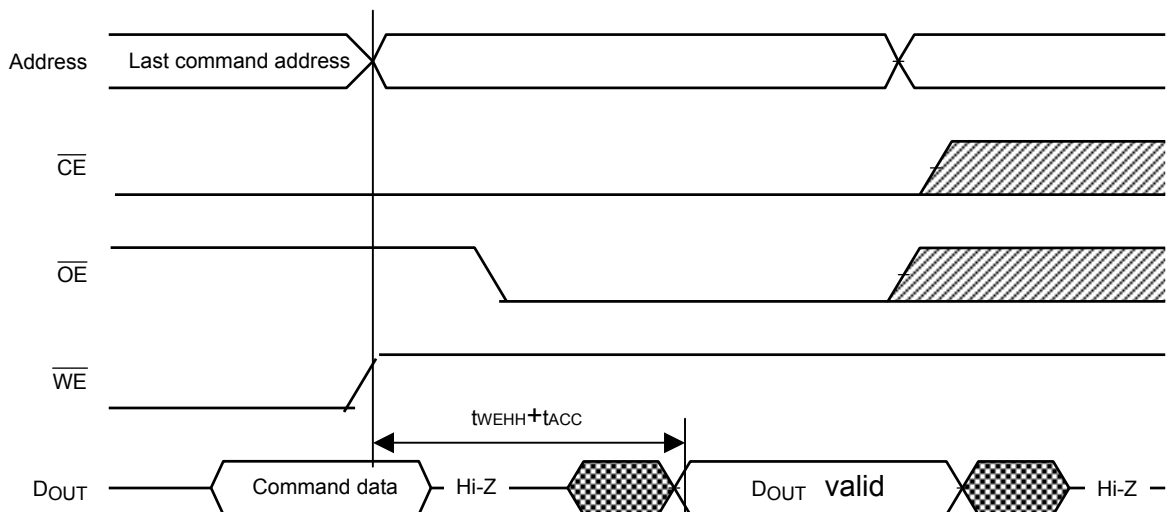 Address Last command address
CE
OE
WE
tWEHH+tACC
DOUT Command data Hi-Z DOUT valid Hi-Z